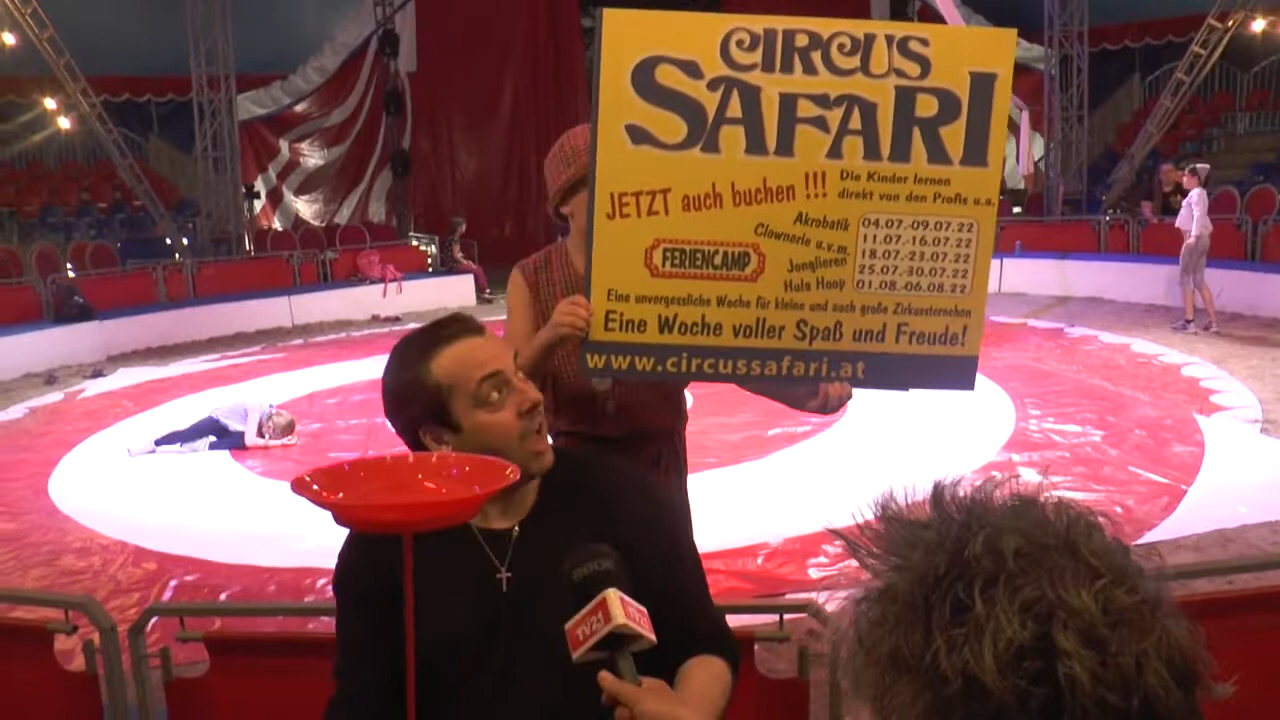 CIRCUS
SAFARI
JETZT auch buchen !!!
Die Kinder lernen
direkt von den Profis u.a.
Akrobatik
Clownerie u.v.m.
Jonglieren
Hula Hoop
04.07.-09.07.22
11.07.-16.07.22
18.07.-23.07.22
25.07.-30.07.22
01.08.-06.08.22
FERIENCAMP
Eine unvergessliche Woche für kleine und auch große Zirkussternchen
Eine Woche voller Spaß und Freude!
www.circussafari.at
RODE
TV21
TV21